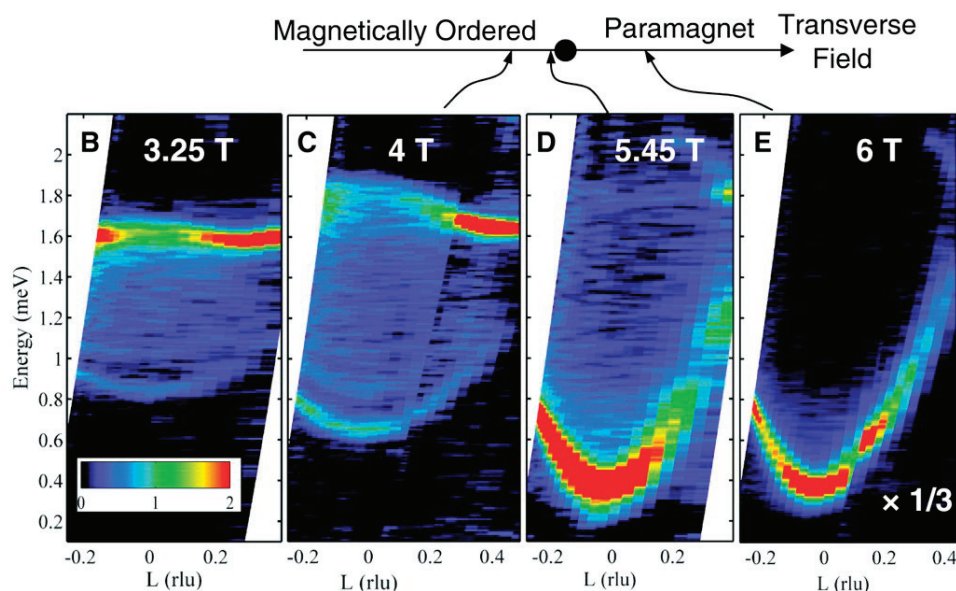 Magnetically Ordered
Paramagnet
Transverse
Field
B
3.25 T
C
4 T
D
5.45 T
E
6 T
× 1/3
Energy (meV)
2
1.8
1.6
1.4
1.2
1
0.8
0.6
0.4
0.2
0 1 2
-0.2 0 0.2
L (rlu)
-0.2 0 0.2 0.4
L (rlu)
-0.2 0 0.2
L (rlu)
-0.2 0 0.2 0.4
L (rlu)